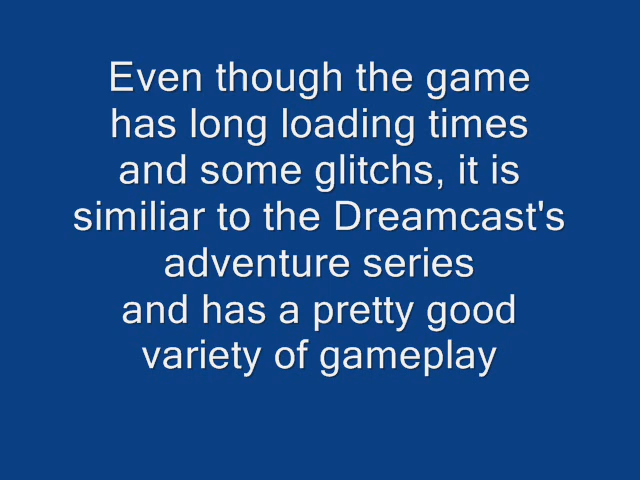 Even though the game
has long loading times
and some glitchs, it is
similiar to the Dreamcast's
adventure series
and has a pretty good
variety of gameplay